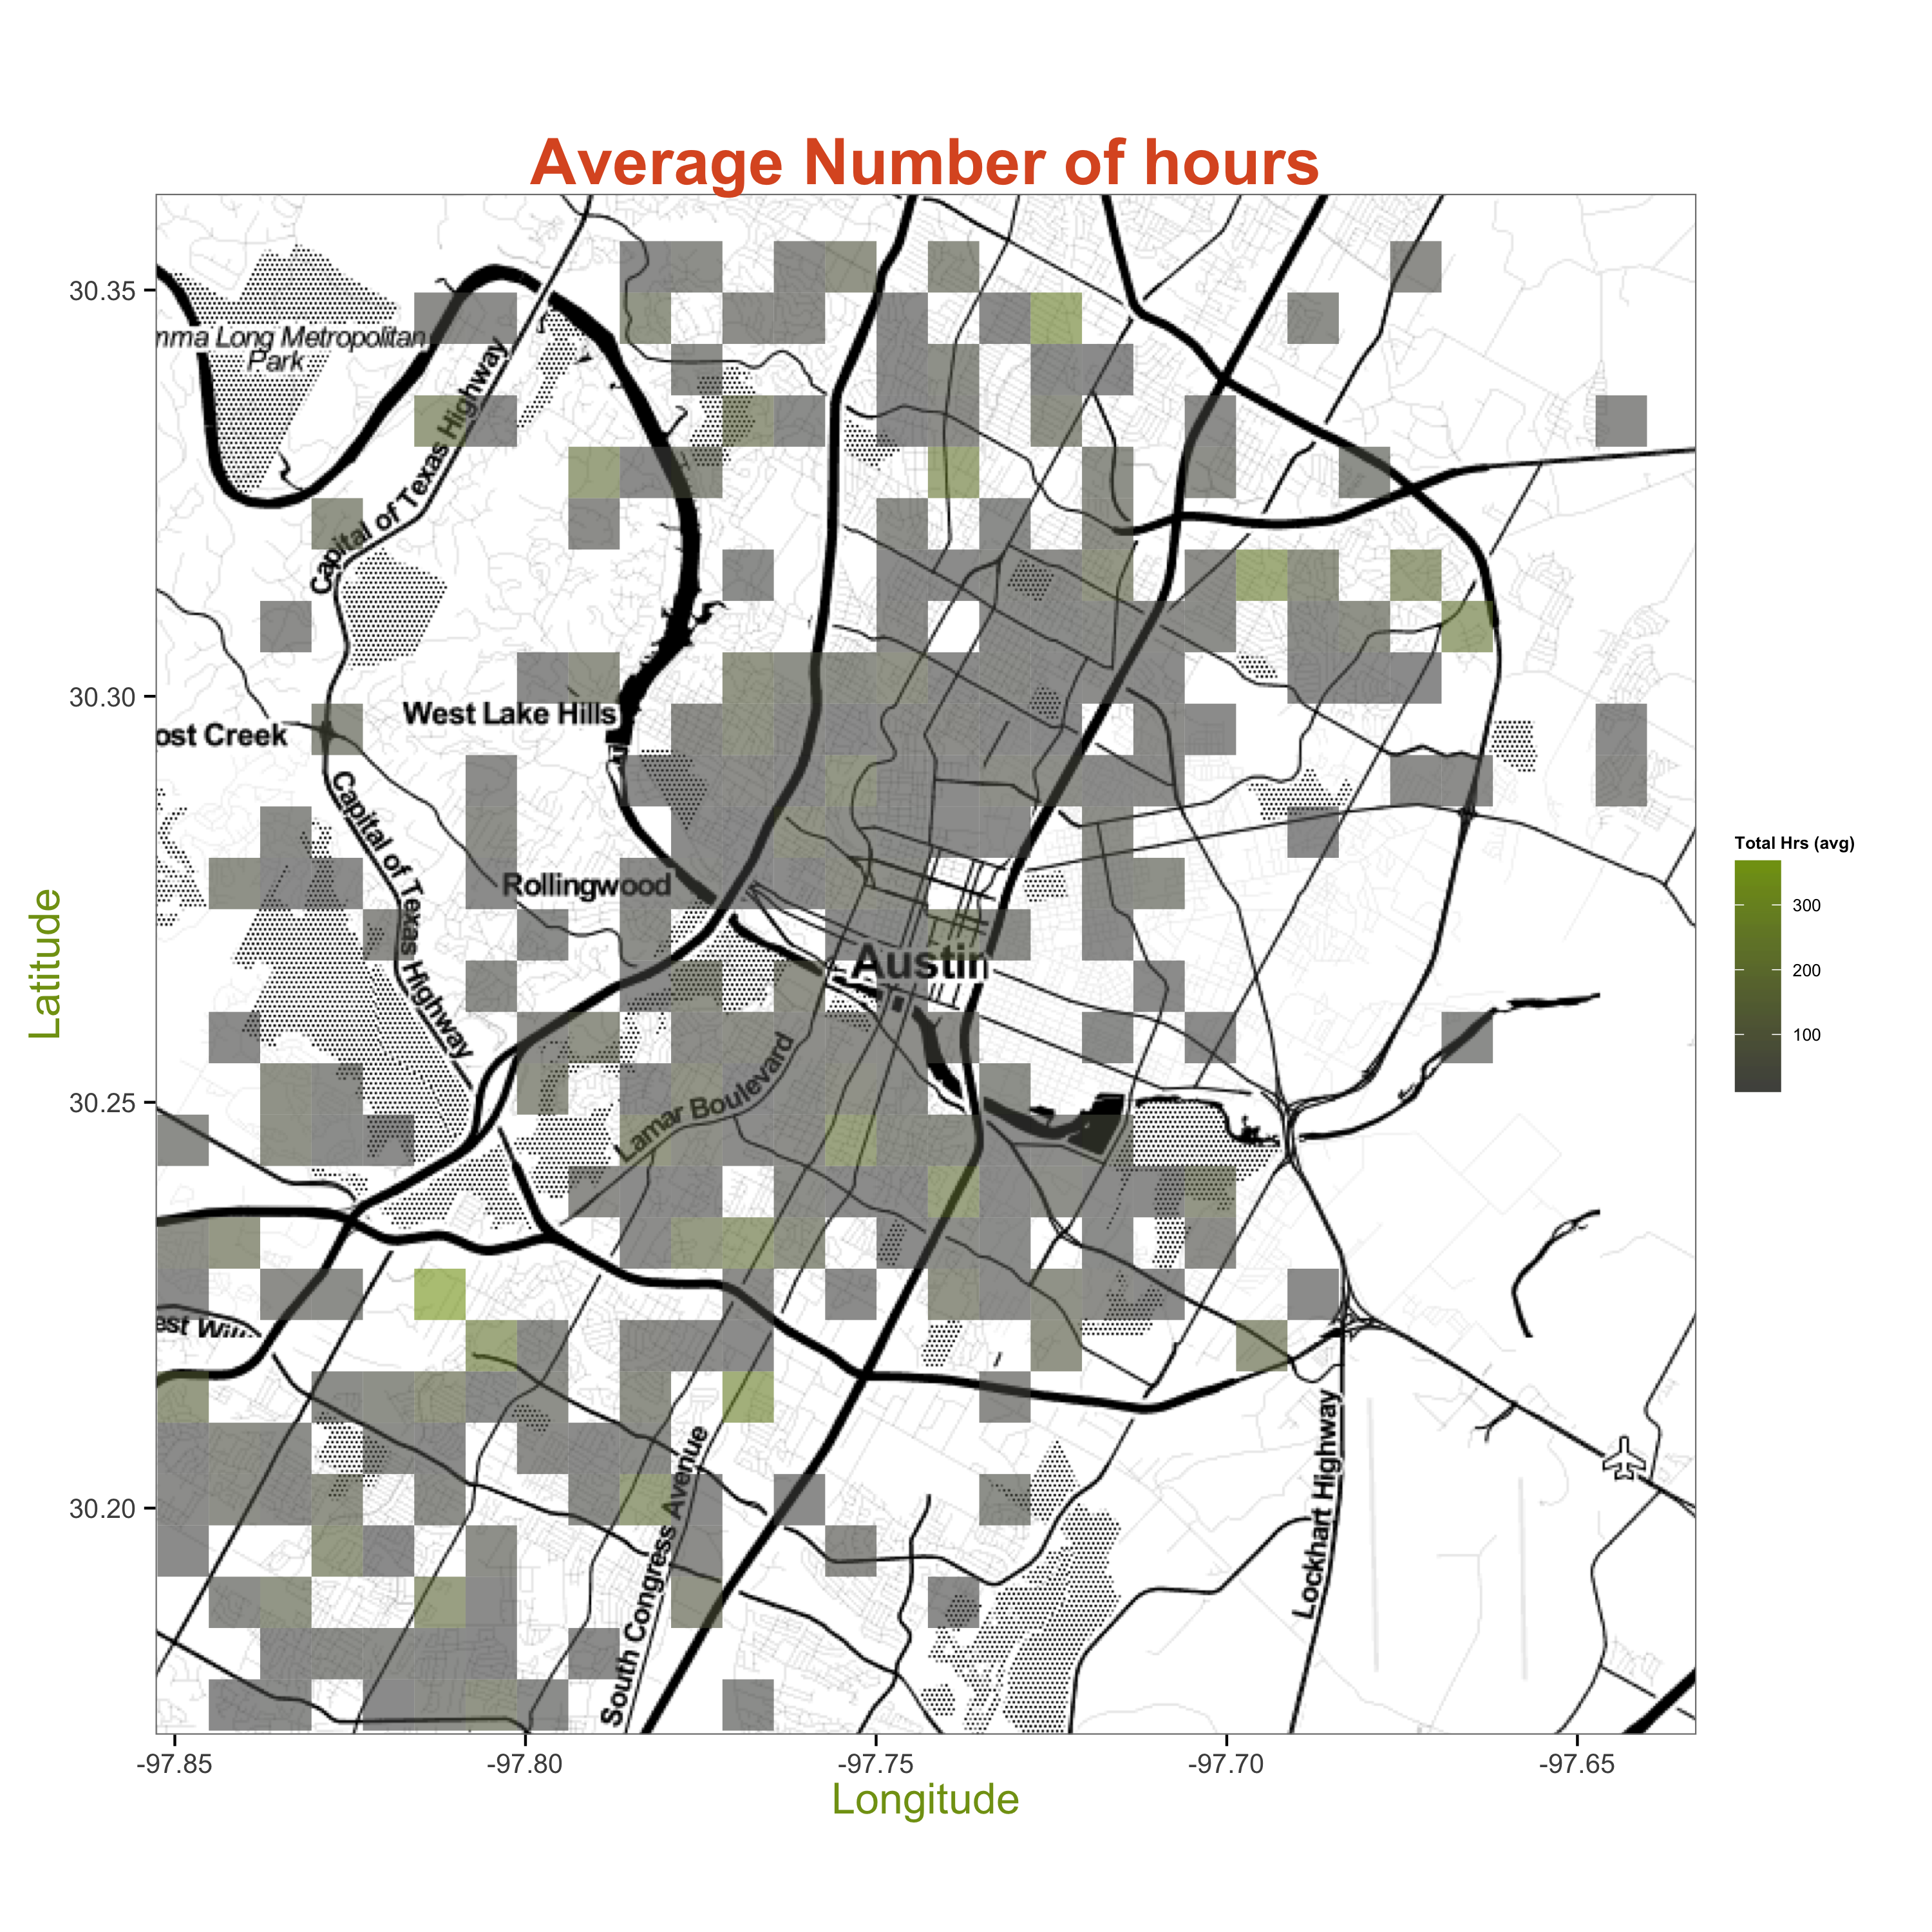 Average Number of hours
30.35
30.30
30.25
30.20
Latitude
mma Long Metropolitan
Park
Capital of Texas Highway
West Lake Hills
ost Creek
Capital of Texas Highway
Rollingwood
Austin
Lamar Boulevard
est Will
South Congress Avenue
Lockhart Highway
-97.85
-97.80
-97.75
-97.70
-97.65
Longitude
Total Hrs (avg)
300
200
100